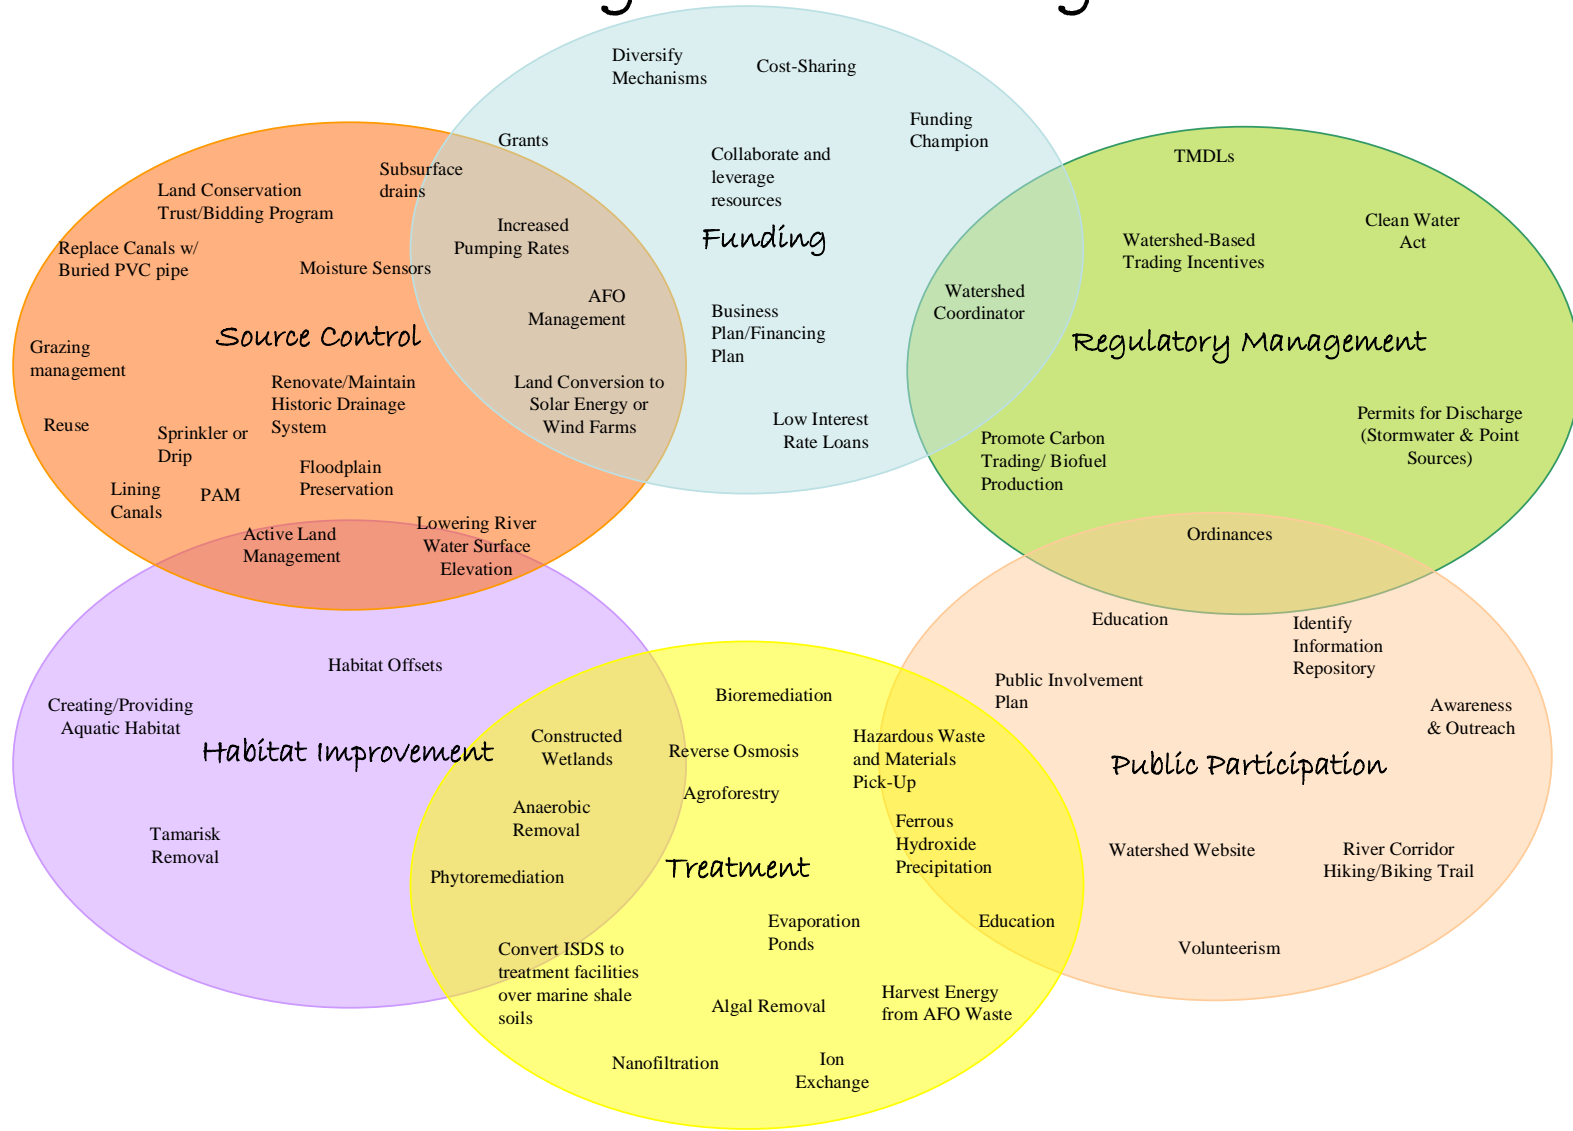 Diversify
Mechanisms
Cost-Sharing
Funding
Champion
Grants
Collaborate and
leverage
resources
Funding
Business
Plan/Financing
Plan
Low Interest
Rate Loans
Subsurface
drains
Land Conservation
Trust/Bidding Program
Replace Canals w/
Buried PVC pipe
Moisture Sensors
Increased
Pumping Rates
AFO
Management
Land Conversion to
Solar Energy or
Wind Farms
Source Control
Grazing
management
Renovate/Maintain
Historic Drainage
System
Reuse
Sprinkler or
Drip
Floodplain
Preservation
Lining
Canals
PAM
Active Land
Management
Lowering River
Water Surface
Elevation
TMDLs
Clean Water
Act
Watershed-Based
Trading Incentives
Watershed
Coordinator
Regulatory Management
Promote Carbon
Trading/ Biofuel
Production
Permits for Discharge
(Stormwater & Point
Sources)
Ordinances
Habitat Offsets
Creating/Providing
Aquatic Habitat
Habitat Improvement
Tamarisk
Removal
Constructed
Wetlands
Anaerobic
Removal
Phytoremediation
Convert ISDS to
treatment facilities
over marine shale
soils
Bioremediation
Reverse Osmosis
Agroforestry
Hazardous Waste
and Materials
Pick-Up
Ferrous
Hydroxide
Precipitation
Treatment
Evaporation
Ponds
Education
Algal Removal
Harvest Energy
from AFO Waste
Nanofiltration
Ion
Exchange
Education
Identify
Information
Repository
Public Involvement
Plan
Awareness
& Outreach
Public Participation
Watershed Website
River Corridor
Hiking/Biking Trail
Volunteerism